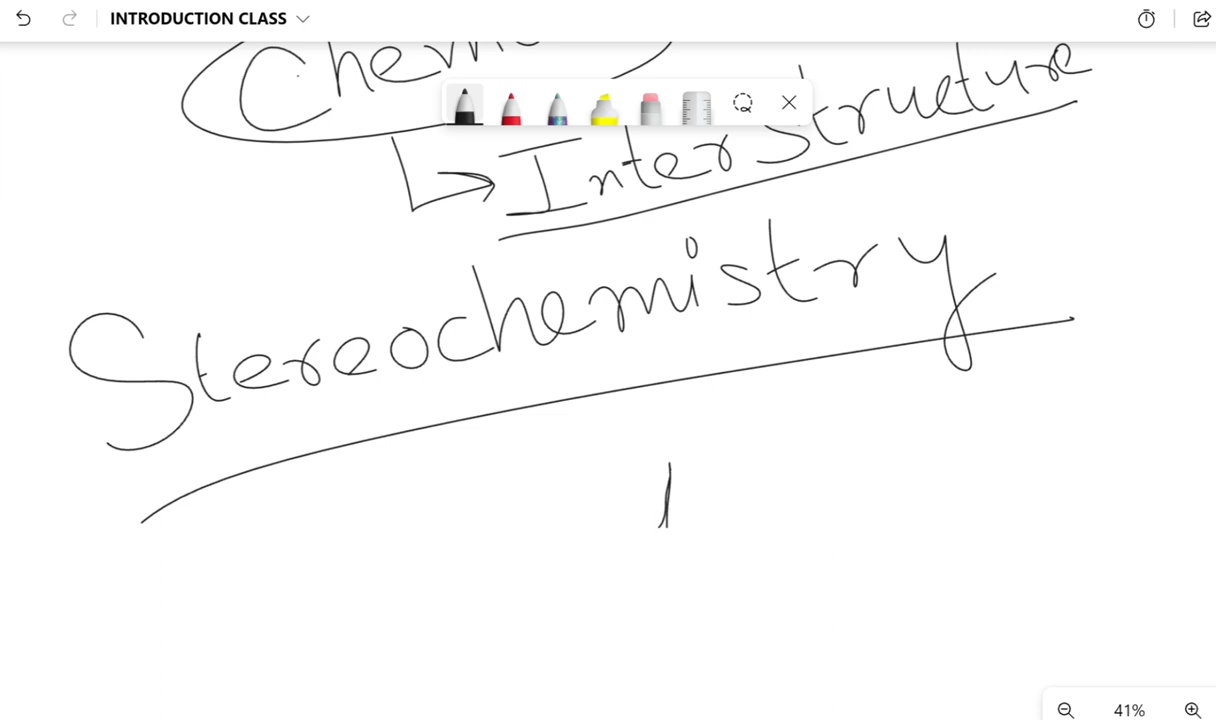 INTRODUCTION CLASS
Inter Structure
Stereochemistry
41%